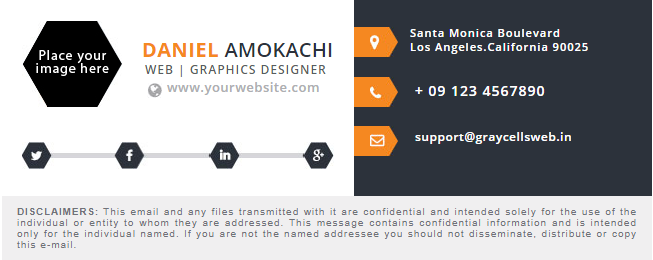 Place your
image here
DANIEL AMOKACHI
WEB | GRAPHICS DESIGNER
www.yourwebsite.com
f
in
g+
Santa Monica Boulevard
Los Angeles.California 90025
+ 09 123 4567890
support@graycellsweb.in
DISCLAIMERS: This email and any files transmitted with it are confidential and intended solely for the use of the
individual or entity to whom they are addressed. This message contains confidential information and is intended
only for the individual named. If you are not the named addressee you should not disseminate, distribute or copy
this e-mail.